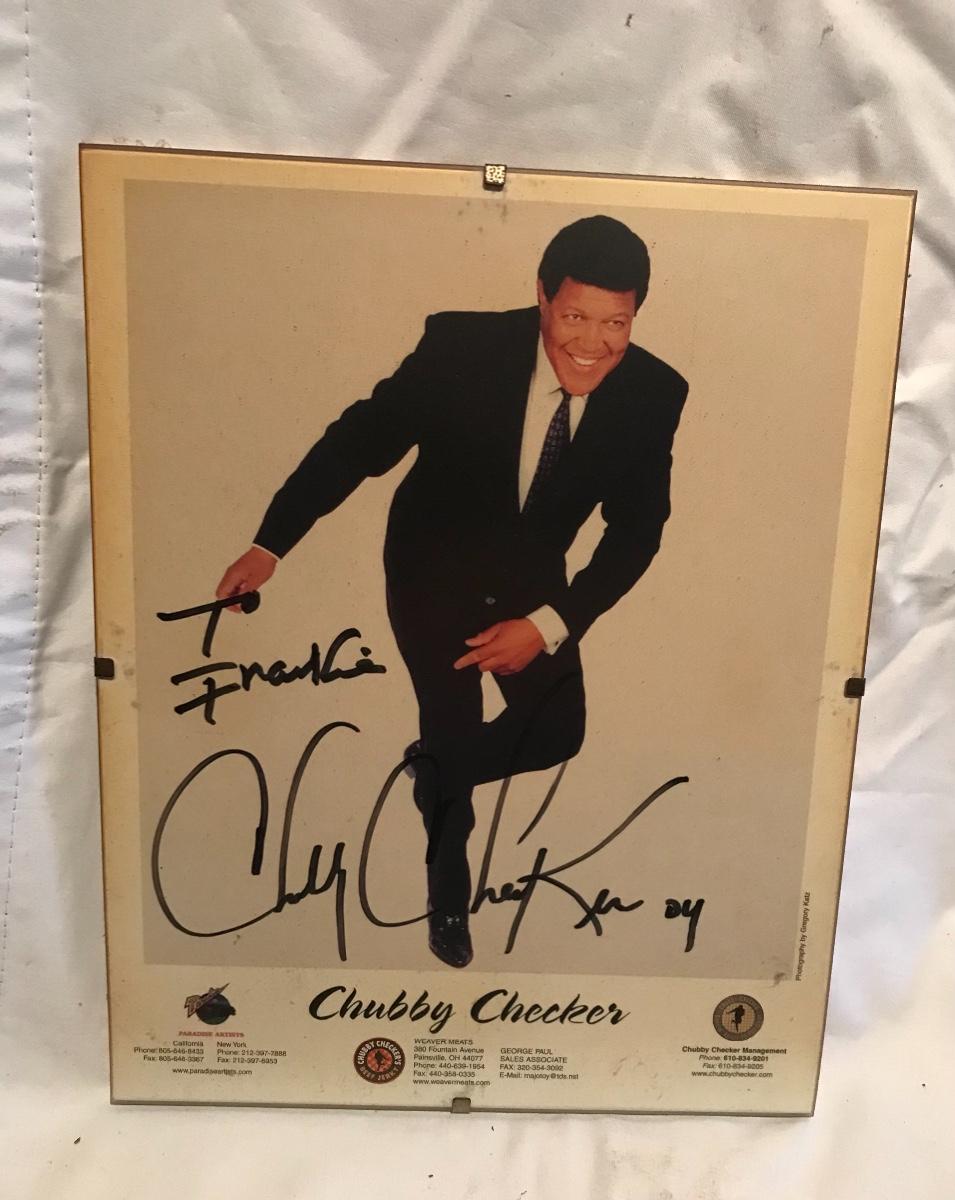 To
Frankie
Chubby Checker 04
Photography by Gregory Katz
Chubby Checker
PARADISE ARTISTS
California
Phone: 805-646-8433
Fax: 805-646-3367
New York
Phone: 212-397-7888
Fax: 212-397-6953
www.paradiseartists.com
CHUBBY CHECKER'S
BEEF JERKY
WEAVER MEATS
380 Fountain Avenue
Painsville, OH 44077
Phone: 440-639-1954
Fax: 440-358-0335
www.weavermeats.com
GEORGE PAUL
SALES ASSOCIATE
FAX: 320-354-3092
E-Mail: majotoy@tds.net
Chubby Checker Management
Phone: 610-834-9201
Fax: 610-834-9205
www.chubbychecker.com